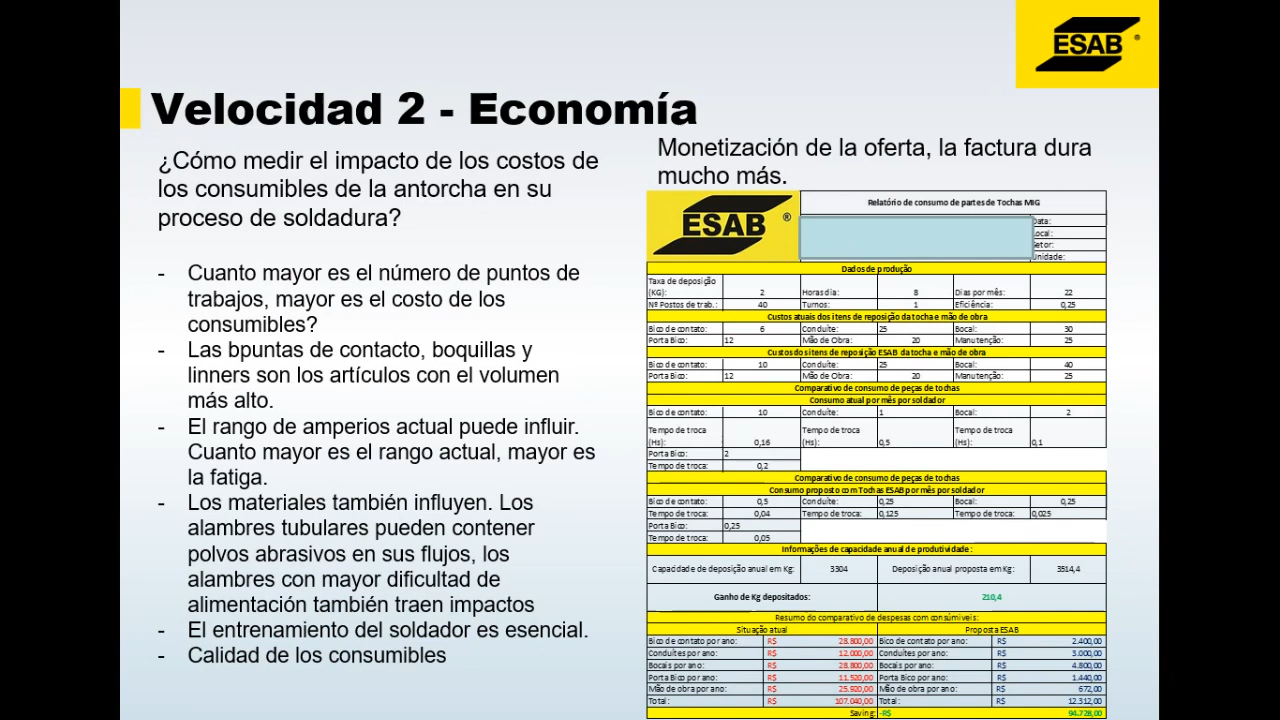 ESAB®
Velocidad 2 - Economía
¿Cómo medir el impacto de los costos de
los consumibles de la antorcha en su
proceso de soldadura?
- Cuanto mayor es el número de puntos de
trabajos, mayor es el costo de los
consumibles?
- Las bpuntas de contacto, boquillas y
linners son los artículos con el volumen
más alto.
- El rango de amperios actual puede influir.
Cuanto mayor es el rango actual, mayor es
la fatiga.
- Los materiales también influyen. Los
alambres tubulares pueden contener
polvos abrasivos en sus flujos, los
alambres con mayor dificultad de
alimentación también traen impactos
- El entrenamiento del soldador es esencial.
- Calidad de los consumibles
Monetización de la oferta, la factura dura
mucho más.
ESAB®
Relatório de consumo de partes de Tochas MIG
Data:
Local:
Setor:
Unidade:
Dados de produção
Taxa de deposição
(KG): 2 Horas dia: 8 Dias por mês: 22
Nº Postos de trab.: 40 Turnos: 1 Eficiência: 0,25
Custos atuais dos itens de reposição da tocha e mão de obra
Bico de contato: 6 Conduíte: 25 Bocal: 30
Porta Bico: 12 Mão de Obra: 20 Manutenção: 25
Custos dos itens de reposição ESAB da tocha e mão de obra
Bico de contato: 10 Conduíte: 25 Bocal: 40
Porta Bico: 12 Mão de Obra: 20 Manutenção: 25
Comparativo de consumo de peças de tochas
Consumo atual por mês por soldador
Bico de contato: 10 Conduíte: 1 Bocal: 2
Tempo de troca Tempo de troca Tempo de troca
(Hs): 0,16 (Hs): 0,5 (Hs): 0,1
Porta Bico: 2
Tempo de troca: 0,2
Comparativo de consumo de peças de tochas
Consumo proposto com Tochas ESAB por mês por soldador
Bico de contato: 0,5 Conduíte: 0,25 Bocal: 0,25
Tempo de troca: 0,04 Tempo de troca: 0,125 Tempo de troca: 0,025
Porta Bico: 0,25
Tempo de troca: 0,05
Informações de capacidade anual de produtividade:
Capacidade de deposição anual em Kg: 3304 Deposição anual proposta em Kg: 3514,4
Ganho de Kg depositados: 210,4
Resumo do comparativo de despesas com consúmiveis:
Situação atual Proposta ESAB
Bico de contato por ano: R$ 28.800,00 Bico de contato por ano: R$ 2.400,00
Conduítes por ano: R$ 12.000,00 Conduítes por ano: R$ 3.000,00
Bocais por ano: R$ 28.800,00 Bocais por ano: R$ 4.800,00
Porta Bico por ano: R$ 11.520,00 Porta Bico por ano: R$ 1.440,00
Mão de obra por ano: R$ 25.920,00 Mão de obra por ano: R$ 672,00
Total: R$ 107.040,00 Total: R$ 12.312,00
Saving: -R$ 94.728,00